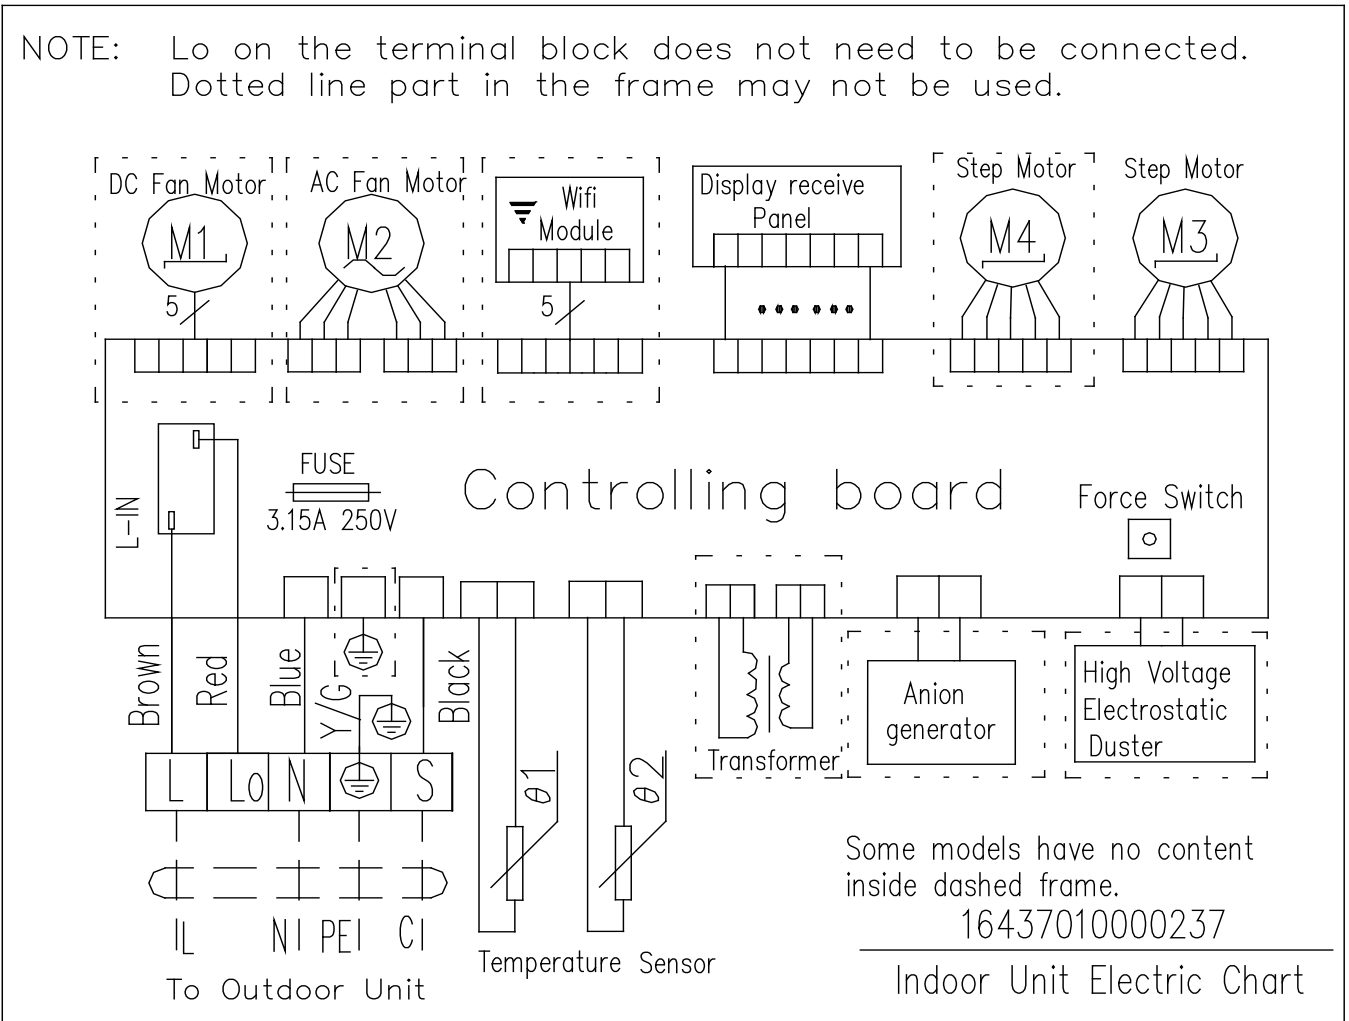 NOTE: Lo on the terminal block does not need to be connected.
Dotted line part in the frame may not be used.
DC Fan Motor
M1
5
AC Fan Motor
M2
Wifi
Module
5
Display receive
Panel
Step Motor
M4
Step Motor
M3
L-IN
FUSE
3.15A 250V
Controlling board
Force Switch
Brown
Red
Blue
Y/G
Black
L
Lo
N
S
θ1
θ2
Transformer
Anion
generator
High Voltage
Electrostatic
Duster
IL
NI
PEI
CI
To Outdoor Unit
Temperature Sensor
Some models have no content
inside dashed frame.
16437010000237
Indoor Unit Electric Chart